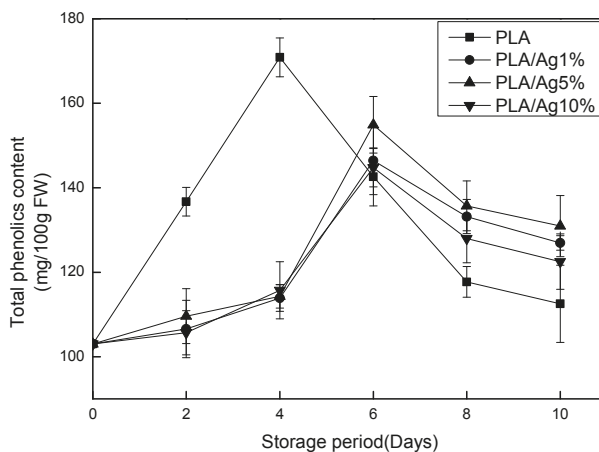 180
160
140
120
100
0
2
4
6
8
10
Total phenolics content
(mg/100g FW)
Storage period(Days)
PLA
PLA/Ag1%
PLA/Ag5%
PLA/Ag10%